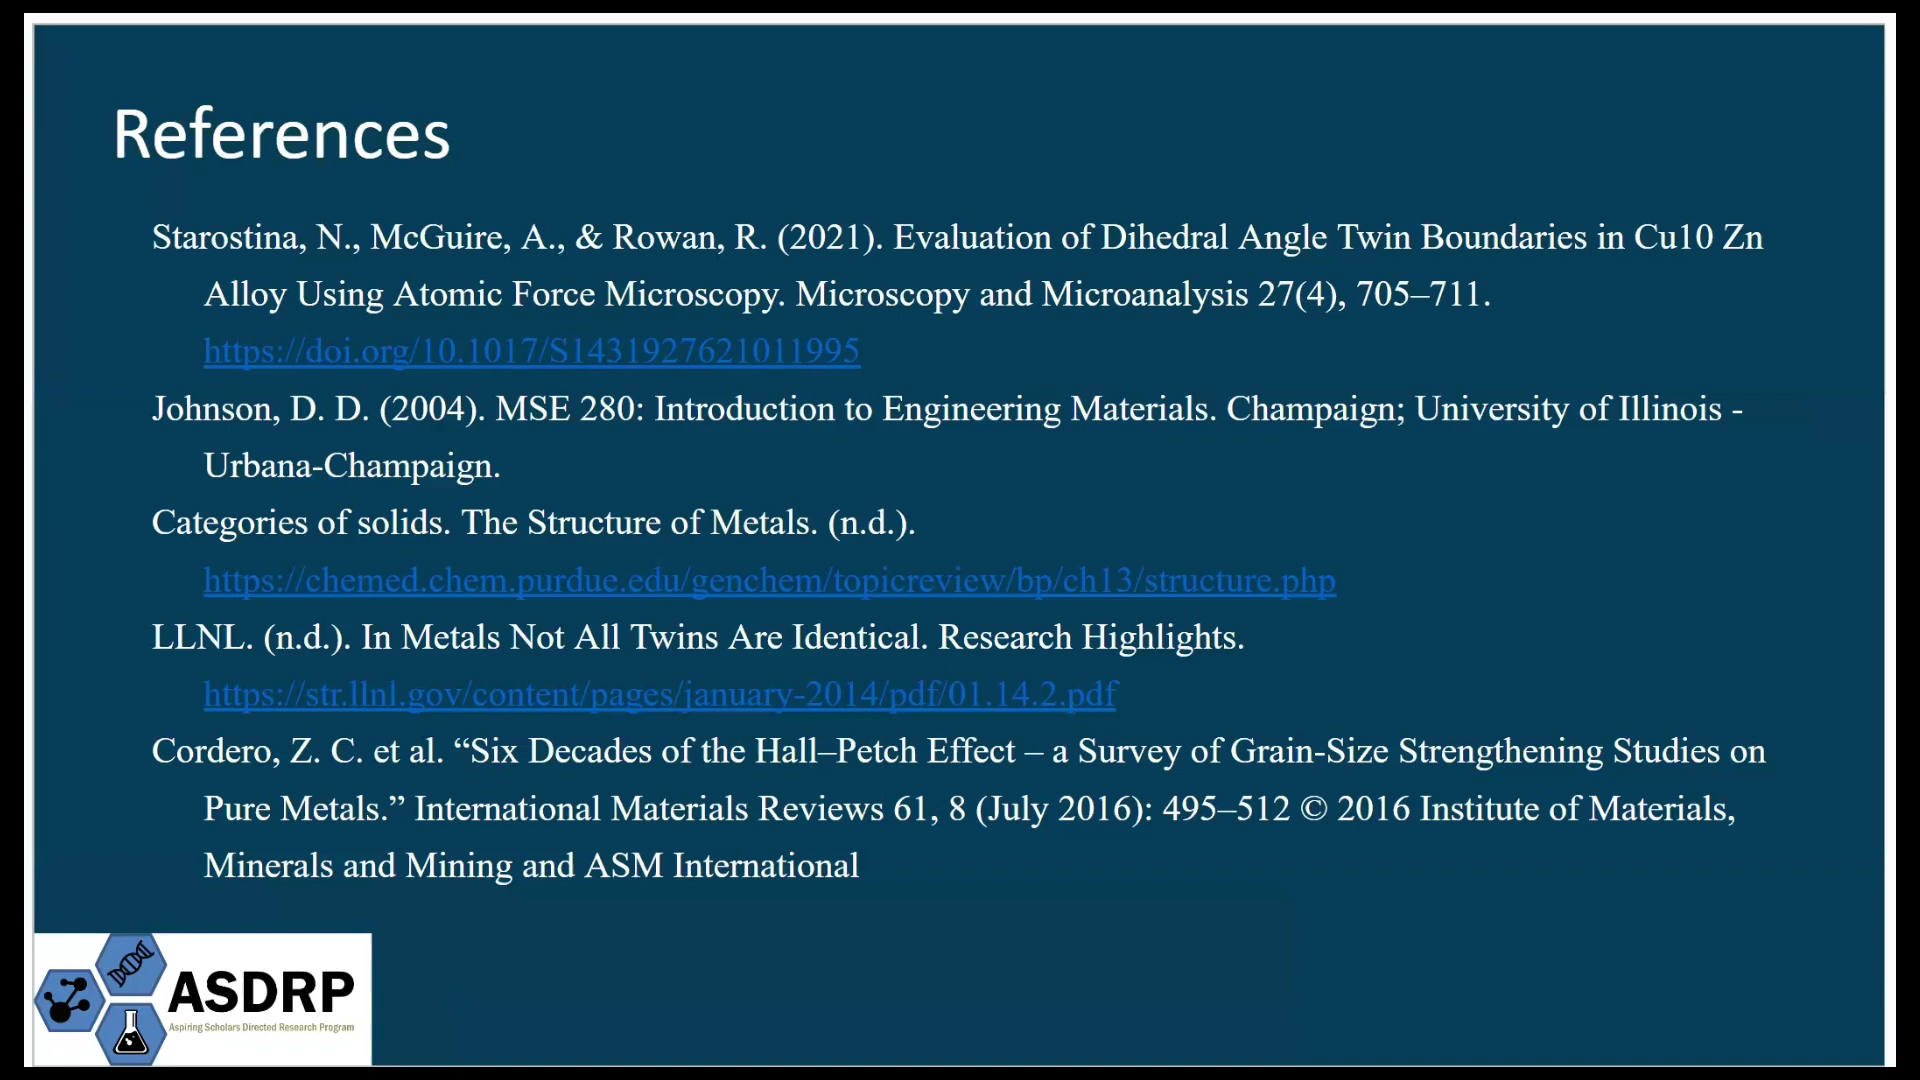 References
Starostina, N., McGuire, A., & Rowan, R. (2021). Evaluation of Dihedral Angle Twin Boundaries in Cu10 Zn
Alloy Using Atomic Force Microscopy. Microscopy and Microanalysis 27(4), 705–711.
https://doi.org/10.1017/S1431927621011995
Johnson, D. D. (2004). MSE 280: Introduction to Engineering Materials. Champaign; University of Illinois -
Urbana-Champaign.
Categories of solids. The Structure of Metals. (n.d.).
https://chemed.chem.purdue.edu/genchem/topicreview/bp/ch13/structure.php
LLNL. (n.d.). In Metals Not All Twins Are Identical. Research Highlights.
https://str.llnl.gov/content/pages/january-2014/pdf/01.14.2.pdf
Cordero, Z. C. et al. “Six Decades of the Hall–Petch Effect – a Survey of Grain-Size Strengthening Studies on
Pure Metals.” International Materials Reviews 61, 8 (July 2016): 495–512 © 2016 Institute of Materials,
Minerals and Mining and ASM International
ASDRP
Aspiring Scholars Directed Research Program